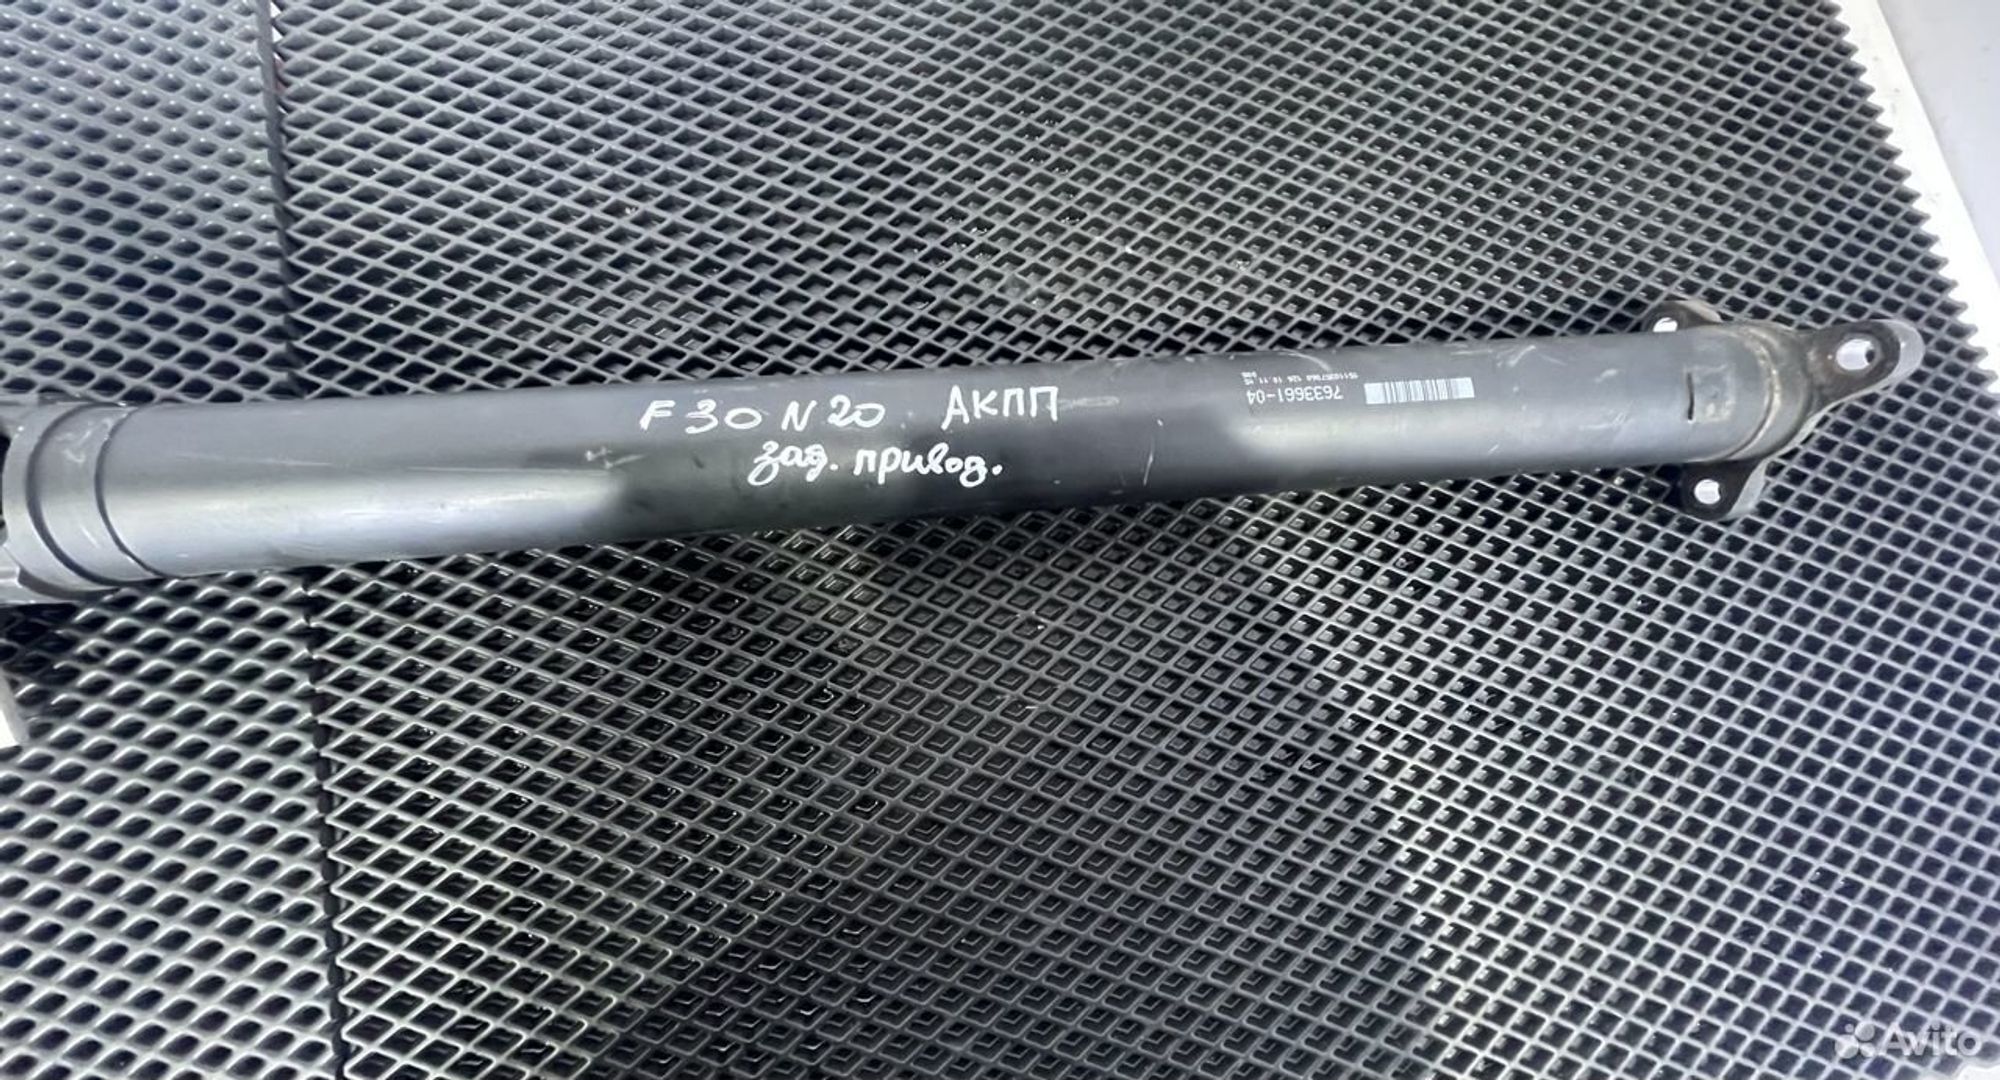 F30 N20 АКПП
зад. привод.
7633661-04
Avito